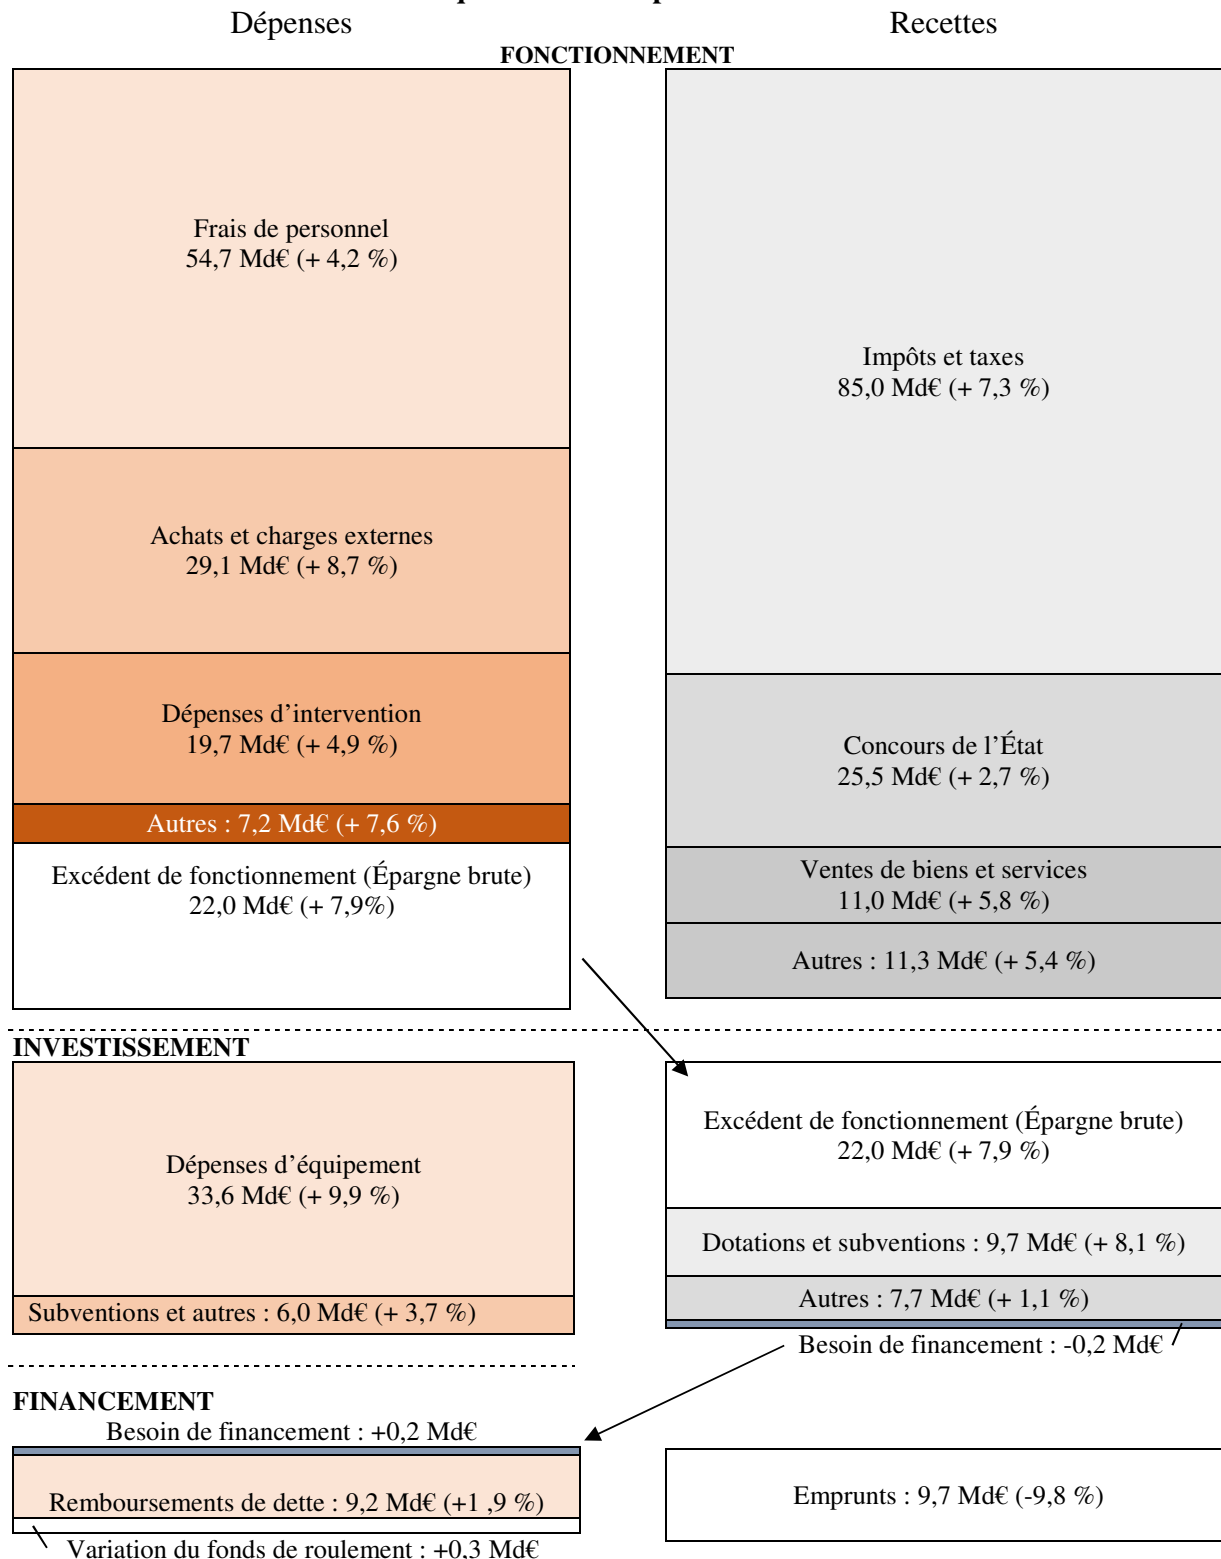 Dépenses
Recettes
FONCTIONNEMENT
Frais de personnel
54,7 Md€ (+ 4,2 %)
Achats et charges externes
29,1 Md€ (+ 8,7 %)
Dépenses d’intervention
19,7 Md€ (+ 4,9 %)
Autres : 7,2 Md€ (+ 7,6 %)
Excédent de fonctionnement (Épargne brute)
22,0 Md€ (+ 7,9%)
Impôts et taxes
85,0 Md€ (+ 7,3 %)
Concours de l’État
25,5 Md€ (+ 2,7 %)
Ventes de biens et services
11,0 Md€ (+ 5,8 %)
Autres : 11,3 Md€ (+ 5,4 %)
INVESTISSEMENT
Dépenses d’équipement
33,6 Md€ (+ 9,9 %)
Subventions et autres : 6,0 Md€ (+ 3,7 %)
Excédent de fonctionnement (Épargne brute)
22,0 Md€ (+ 7,9 %)
Dotations et subventions : 9,7 Md€ (+ 8,1 %)
Autres : 7,7 Md€ (+ 1,1 %)
Besoin de financement : -0,2 Md€
FINANCEMENT
Besoin de financement : +0,2 Md€
Remboursements de dette : 9,2 Md€ (+1 ,9 %)
Variation du fonds de roulement : +0,3 Md€
Emprunts : 9,7 Md€ (-9,8 %)